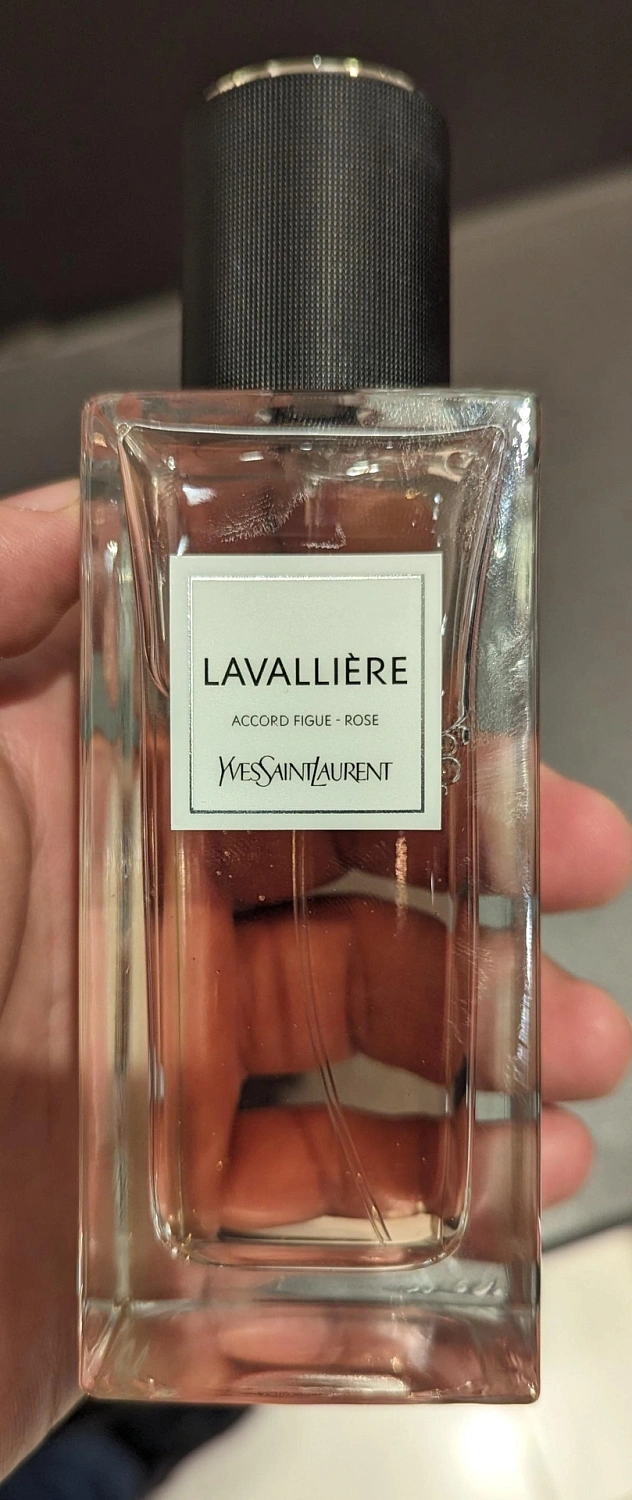 LAVALLIÈRE
ACCORD FIGUE - ROSE
YVESSAINTLAURENT